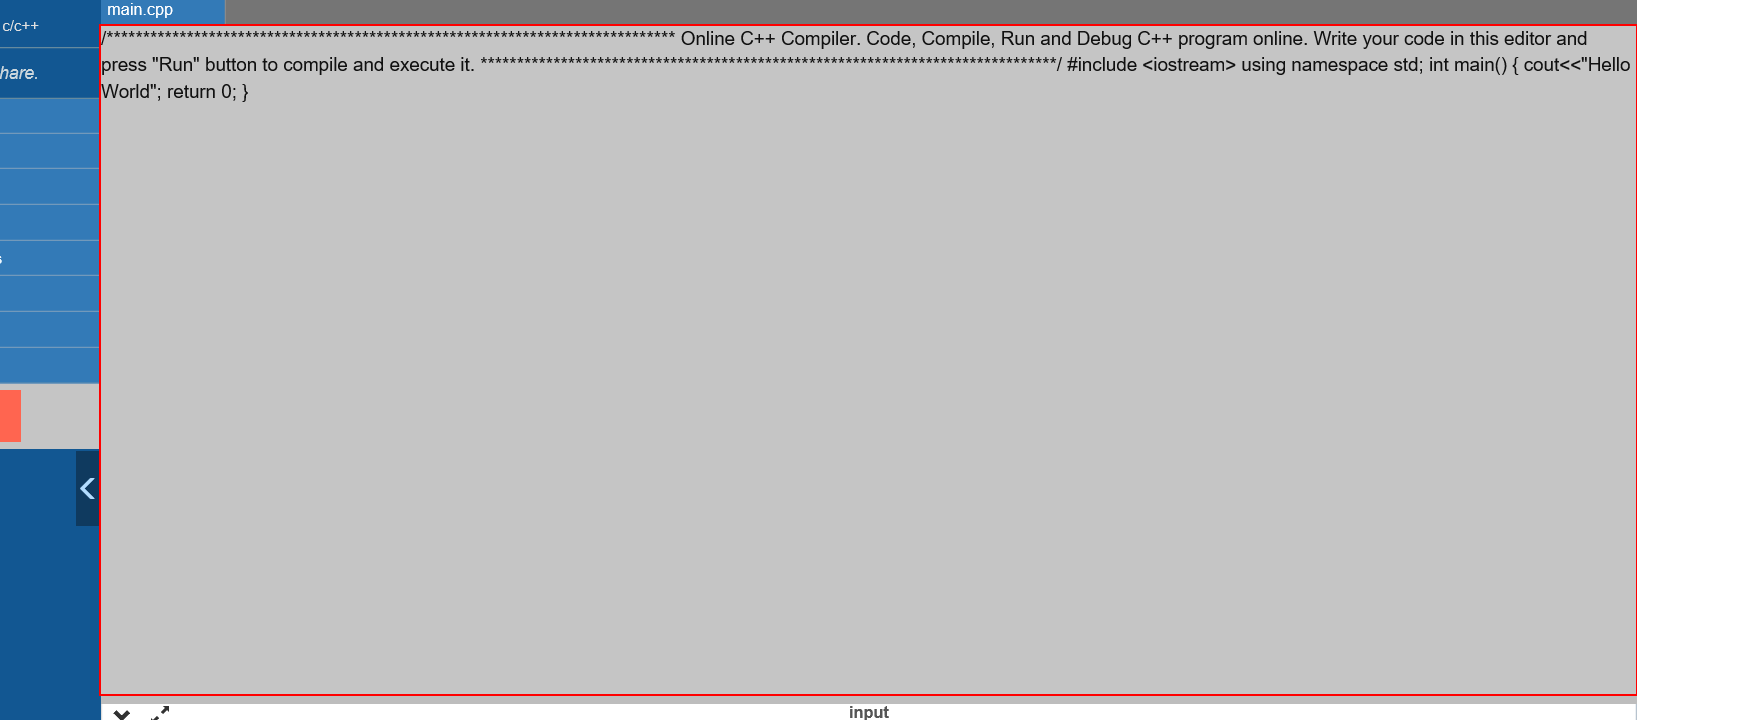 main.cpp
c/c++
hare.
s
/****************************************************************************** Online C++ Compiler. Code, Compile, Run and Debug C++ program online. Write your code in this editor and
press "Run" button to compile and execute it. *******************************************************************************/ #include <iostream> using namespace std; int main() { cout<<"Hello
World"; return 0; }
input